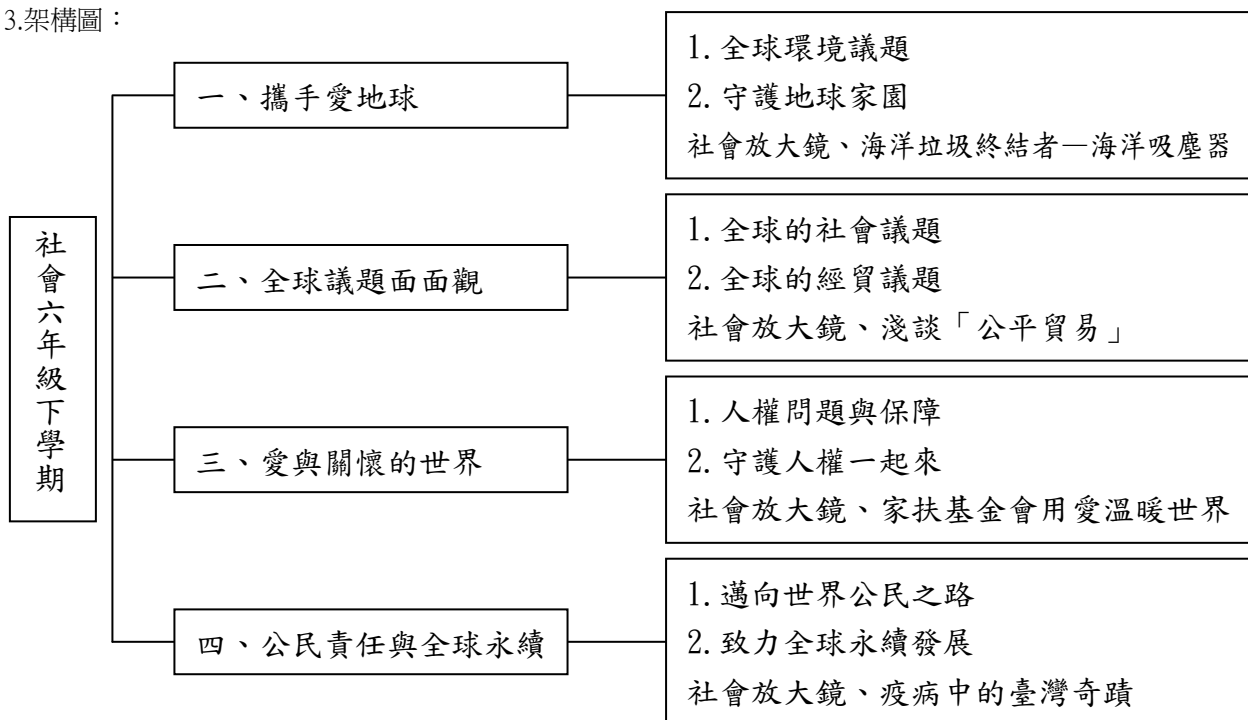 3.架構圖：
社會六年級下學期
一、攜手愛地球
1.全球環境議題
2.守護地球家園
社會放大鏡、海洋垃圾終結者—海洋吸塵器
二、全球議題面面觀
1.全球的社會議題
2.全球的經貿議題
社會放大鏡、淺談「公平貿易」
三、愛與關懷的世界
1.人權問題與保障
2.守護人權一起來
社會放大鏡、家扶基金會用愛溫暖世界
四、公民責任與全球永續
1.邁向世界公民之路
2.致力全球永續發展
社會放大鏡、疫病中的臺灣奇蹟